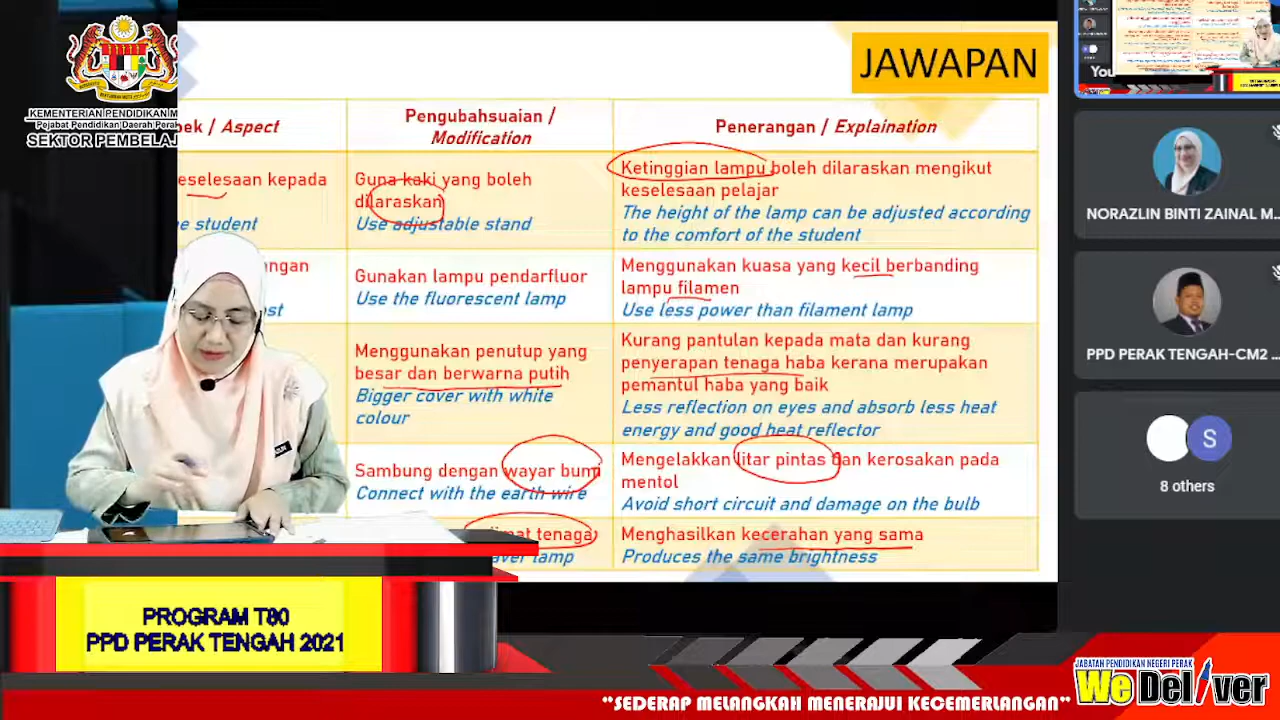 JAWAPAN
KEMENTERIAN PENDIDIKAN M
Pejabat Pendidikan Daerah Perak
SEKTOR PEMBELAJ
ek / Aspect
Pengubahsuaian /
Modification
Penerangan / Explaination
eselesaan kepada
e student
Guna kaki yang boleh
dilaraskan
Use adjustable stand
Ketinggian lampu boleh dilaraskan mengikut
keselesaan pelajar
The height of the lamp can be adjusted according
to the comfort of the student
angan
st
Gunakan lampu pendarfluor
Use the fluorescent lamp
Menggunakan kuasa yang kecil berbanding
lampu filamen
Use less power than filament lamp
Menggunakan penutup yang
besar dan berwarna putih
Bigger cover with white
colour
Kurang pantulan kepada mata dan kurang
penyerapan tenaga haba kerana merupakan
pemantul haba yang baik
Less reflection on eyes and absorb less heat
energy and good heat reflector
Sambung dengan wayar bumi
Connect with the earth wire
Mengelakkan litar pintas dan kerosakan pada
mentol
Avoid short circuit and damage on the bulb
jimat tenaga
aver lamp
Menghasilkan kecerahan yang sama
Produces the same brightness
You
NORAZLIN BINTI ZAINAL M...
PPD PERAK TENGAH-CM2 ...
S
8 others
PROGRAM T80
PPD PERAK TENGAH 2021
JABATAN PENDIDIKAN NEGERI PERAK
We Deliver
"SEDERAP MELANGKAH MENERAJUI KECEMERLANGAN"